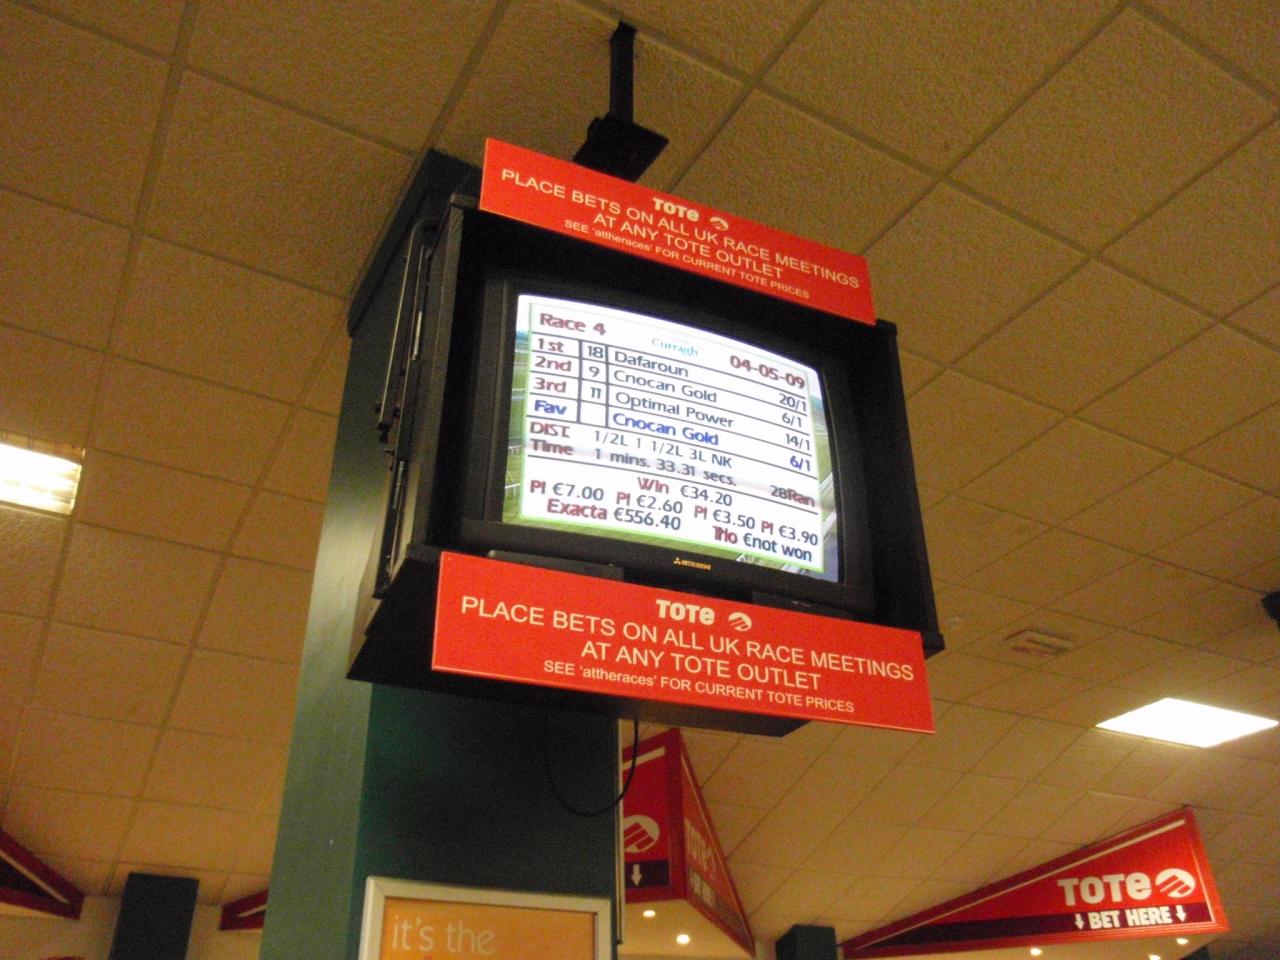 TOTE
PLACE BETS ON ALL UK RACE MEETINGS
AT ANY TOTE OUTLET
SEE 'attheraces' FOR CURRENT TOTE PRICES
Race 4 Curragh 04-05-09
1st 18 Dafaroun 20/1
2nd 9 Cnocan Gold 6/1
3rd 11 Optimal Power 14/1
Fav Cnocan Gold 6/1
DIST. 1/2L 1 1/2L 3L NK
Time 1 mins. 33.31 secs. 28Ran
Win €34.20
Pl €7.00 Pl €2.60 Pl €3.50 Pl €3.90
Exacta €556.40 Trio €not won
MITSUBISHI
TOTE
PLACE BETS ON ALL UK RACE MEETINGS
AT ANY TOTE OUTLET
SEE 'attheraces' FOR CURRENT TOTE PRICES
TOTE
TOTE
BET HERE
it's the